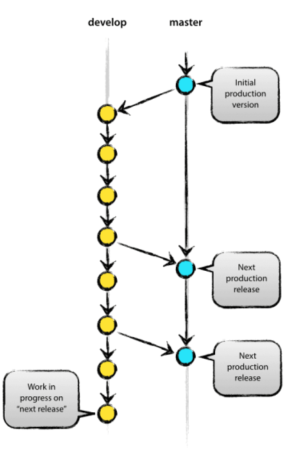 develop
master
Initial
production
version
Next
production
release
Next
production
release
Work in
progress on
"next release"